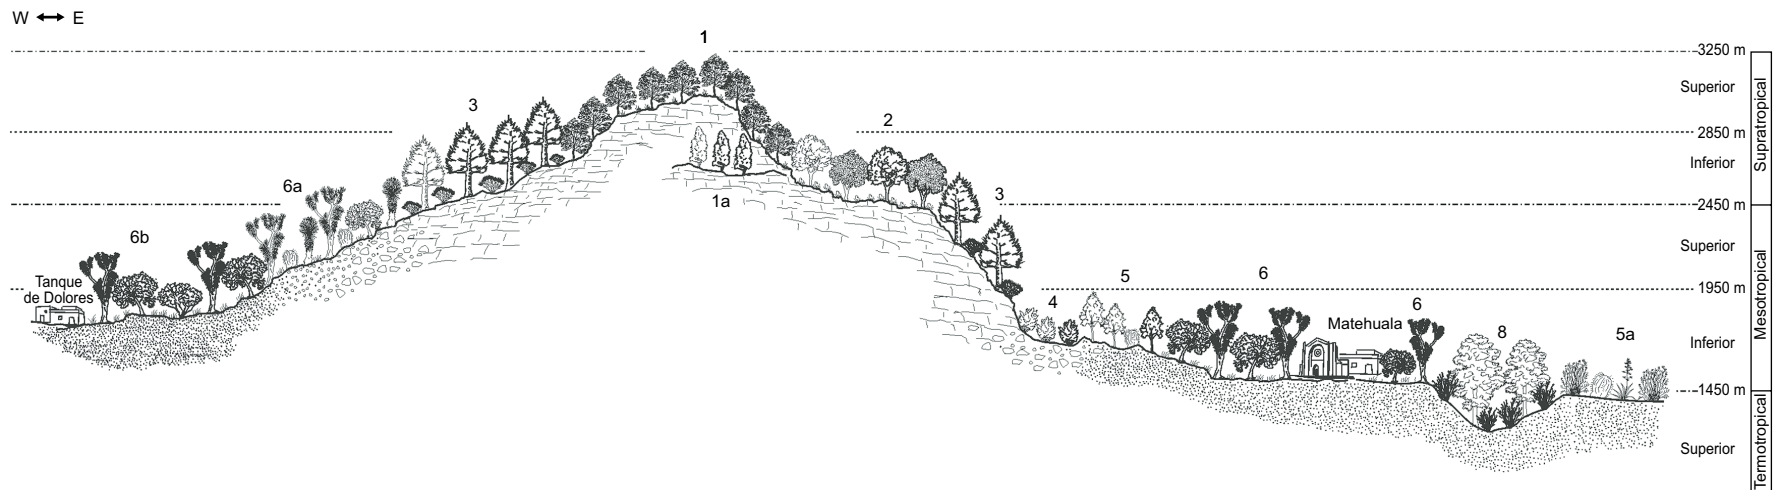 W ↔ E
1
3250 m
Superior
3
2
2850 m
Inferior
Supratropical
6a
1a
3
2450 m
6b
Superior
5
6
Tanque
de Dolores
1950 m
4
Matehuala
6
8
5a
Inferior
Mesotropical
1450 m
Superior
Termotropical